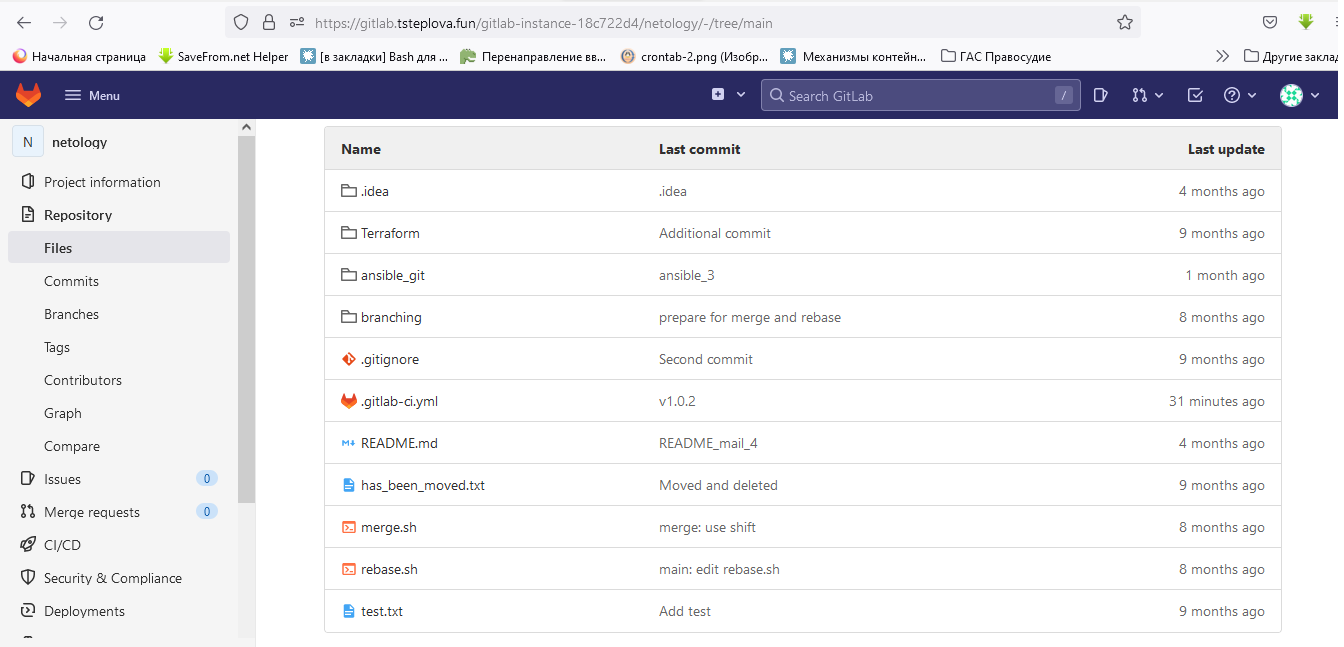 https://gitlab.tsteplova.fun/gitlab-instance-18c722d4/netology/-/tree/main
Начальная страница SaveFrom.net Helper [в закладки] Bash для ... Перенаправление вв... crontab-2.png (Изобр... Механизмы контейн... ГАС Правосудие Другие заклад
Menu Search GitLab /
N netology
Project information
Repository
Files
Commits
Branches
Tags
Contributors
Graph
Compare
Issues 0
Merge requests 0
CI/CD
Security & Compliance
Deployments
Name Last commit Last update
.idea .idea 4 months ago
Terraform Additional commit 9 months ago
ansible_git ansible_3 1 month ago
branching prepare for merge and rebase 8 months ago
.gitignore Second commit 9 months ago
.gitlab-ci.yml v1.0.2 31 minutes ago
README.md README_mail_4 4 months ago
has_been_moved.txt Moved and deleted 9 months ago
merge.sh merge: use shift 8 months ago
rebase.sh main: edit rebase.sh 8 months ago
test.txt Add test 9 months ago